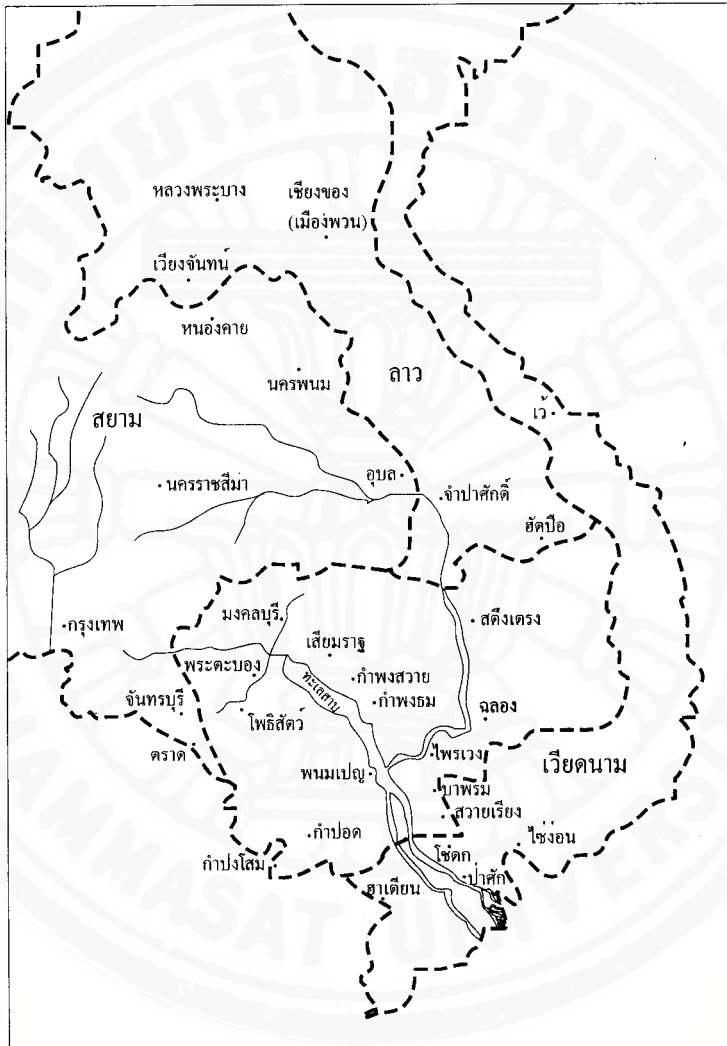 หลวงพระบาง
เชียงของ
(เมืองพวน)
เวียงจันทน์
หนองคาย
ลาว
นครพนม
สยาม
เว้
อุบล
นครราชสีมา
จำปาศักดิ์
ฮัตปือ
มงคลบุรี
สตึงเตรง
กรุงเทพ
เสียมราฐ
พระตะบอง
กำพงสวาย
ทะเลสาบ
กำพงธม
จันทรบุรี
โพธิสัตว์
ฉลอง
ตราด
ไพรเวง
เวียดนาม
พนมเปญ
บาพรม
สวายเรียง
กำปอด
ไซ่ง่อน
โชดก
กำปงโสม
ป่าศัก
ฮาเตียน